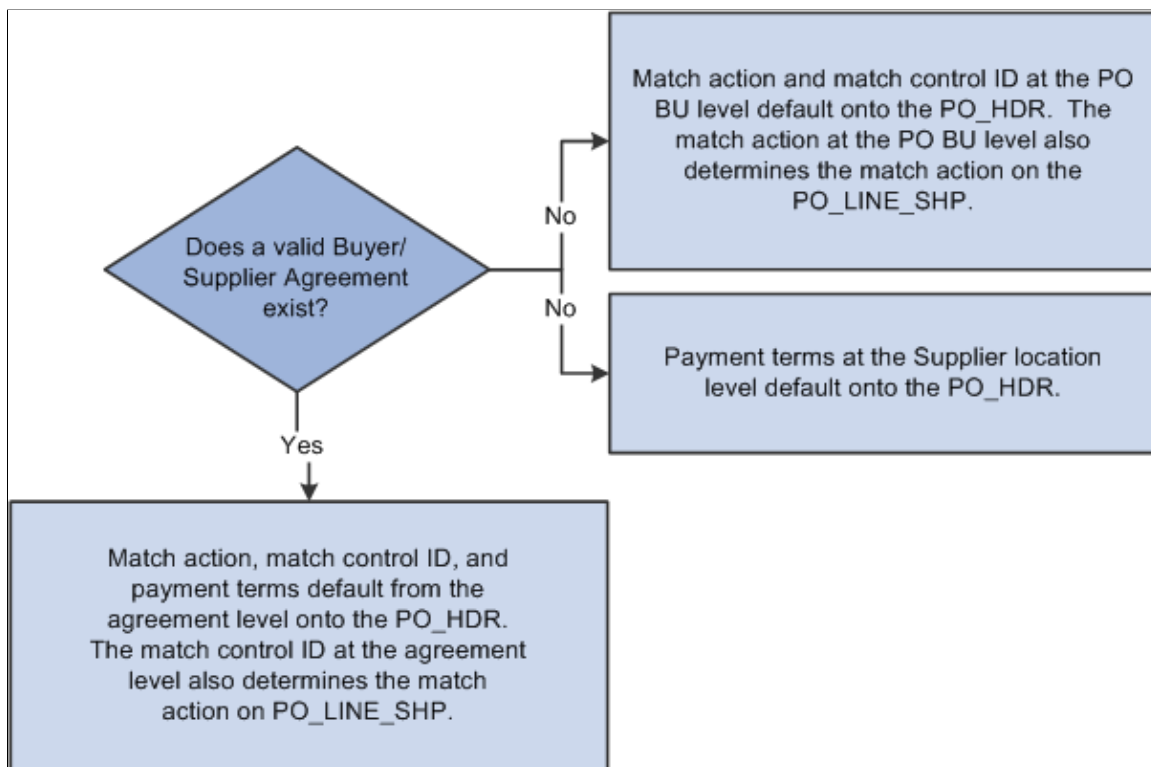 Does a valid Buyer/
Supplier Agreement
exist?
No
Match action and match control ID at the PO
BU level default onto the PO_HDR.  The
match action at the PO BU level also
determines the match action on the
PO_LINE_SHP.
No
Payment terms at the Supplier location
level default onto the PO_HDR.
Yes
Match action, match control ID, and
payment terms default from the
agreement level onto the PO_HDR.
The match control ID at the agreement
level also determines the match
action on PO_LINE_SHP.